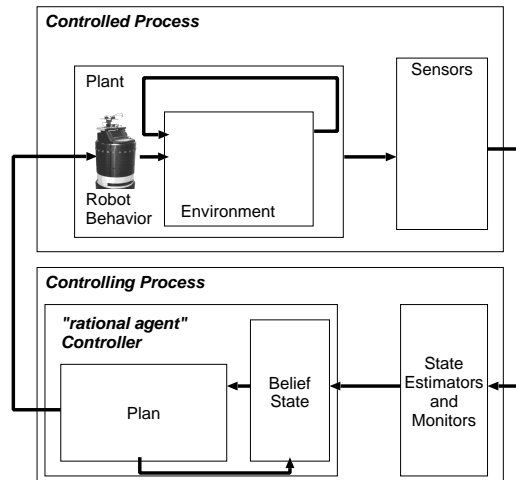 Controlled Process
Plant
Sensors
Robot
Behavior
Environment
Controlling Process
"rational agent"
Controller
Plan
Belief
State
State
Estimators
and
Monitors